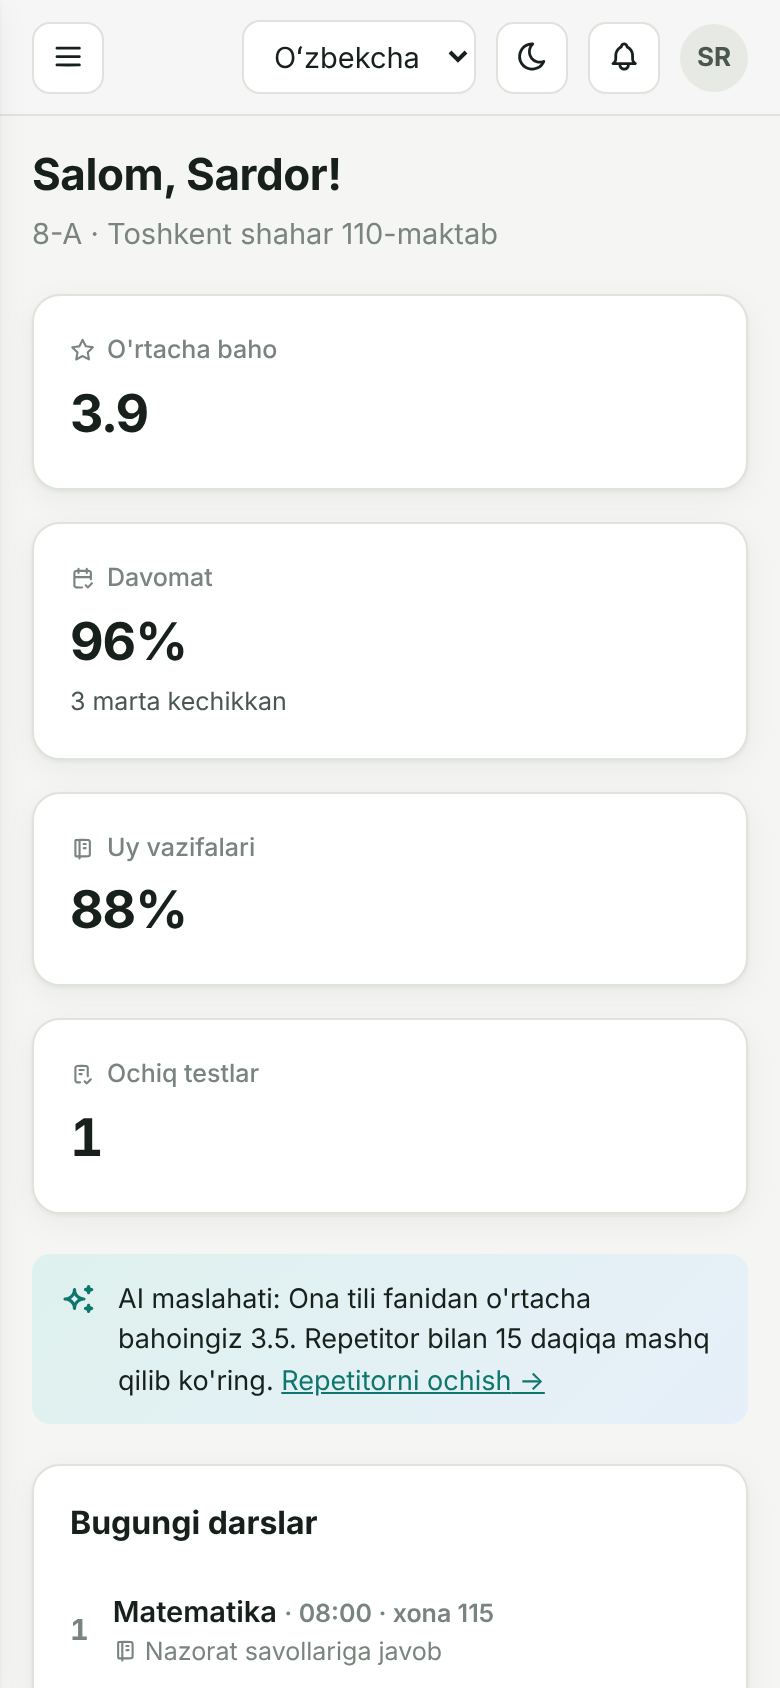 Oʻzbekcha
SR
Salom, Sardor!
8-A · Toshkent shahar 110-maktab
O'rtacha baho
3.9
Davomat
96%
3 marta kechikkan
Uy vazifalari
88%
Ochiq testlar
1
AI maslahati: Ona tili fanidan o'rtacha
bahoingiz 3.5. Repetitor bilan 15 daqiqa mashq
qilib ko'ring. Repetitorni ochish →
Bugungi darslar
1 Matematika · 08:00 · xona 115
Nazorat savollariga javob